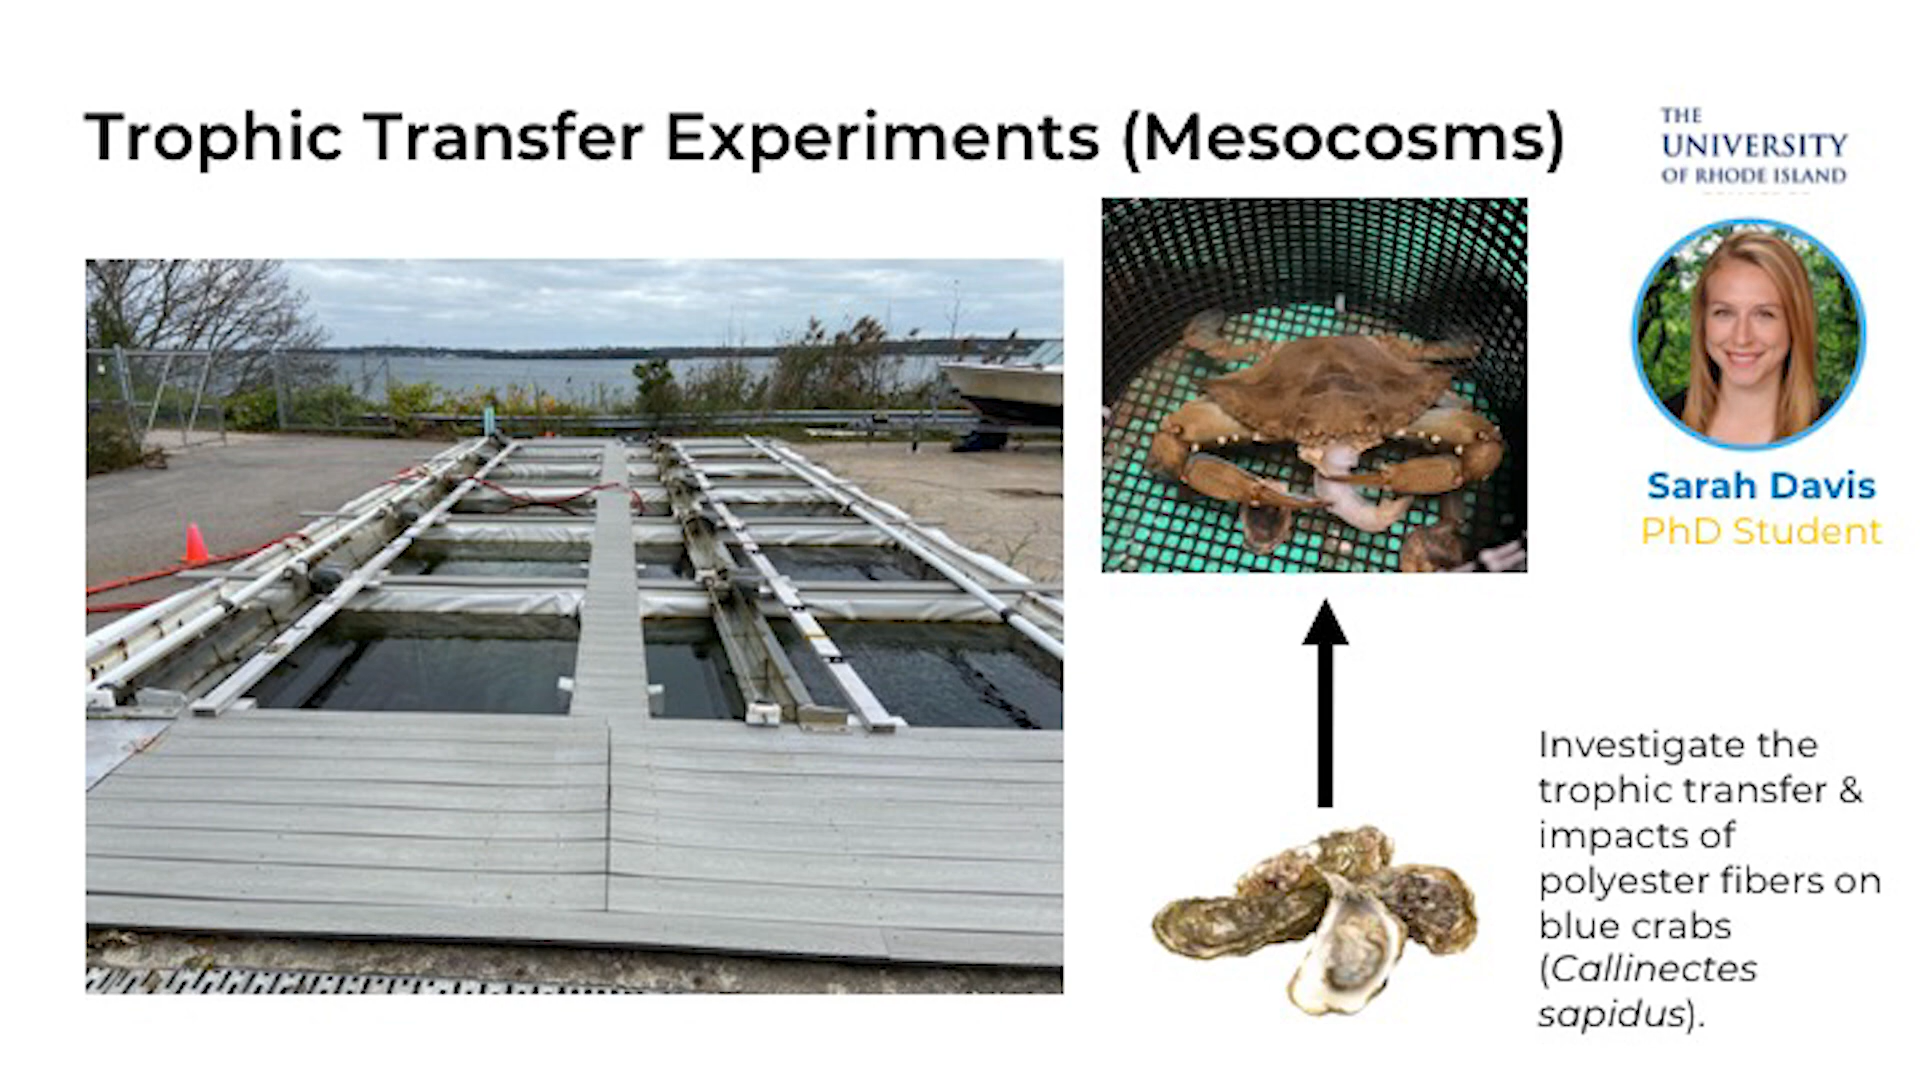 Trophic Transfer Experiments (Mesocosms)
THE
UNIVERSITY
OF RHODE ISLAND
Sarah Davis
PhD Student
Investigate the
trophic transfer &
impacts of
polyester fibers on
blue crabs
(Callinectes
sapidus).